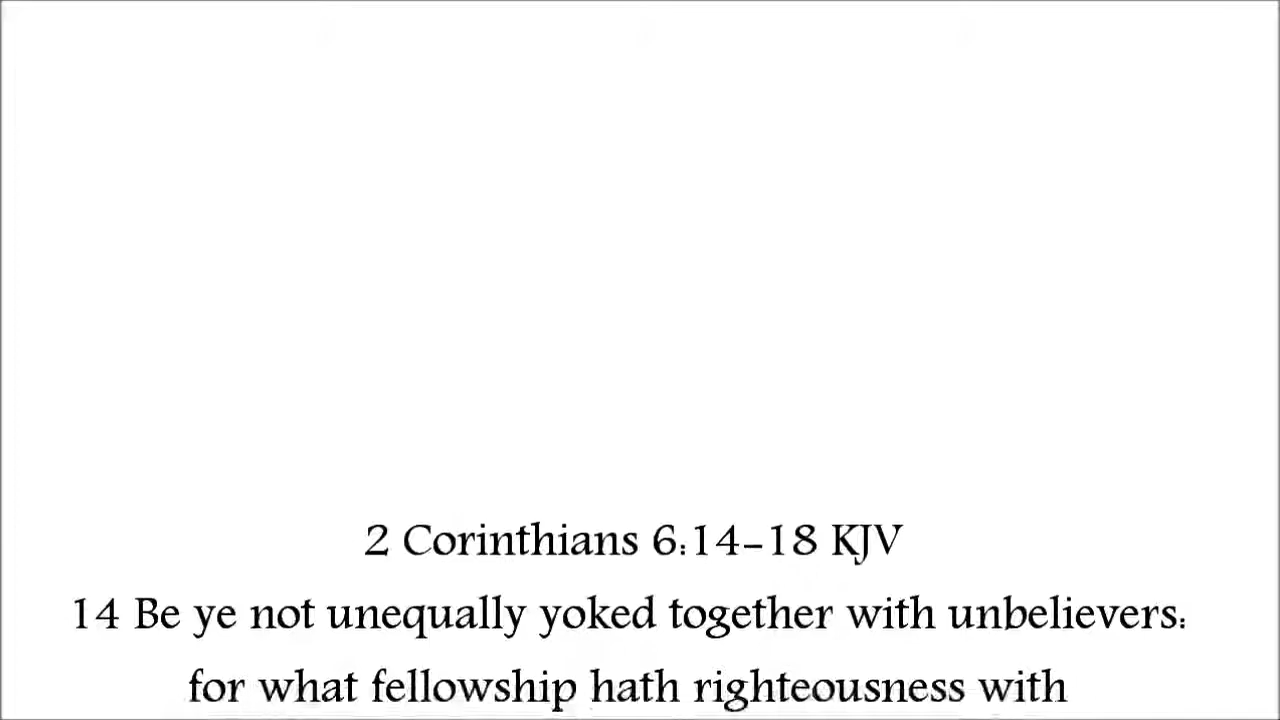 2 Corinthians 6:14-18 KJV
14 Be ye not unequally yoked together with unbelievers:
for what fellowship hath righteousness with